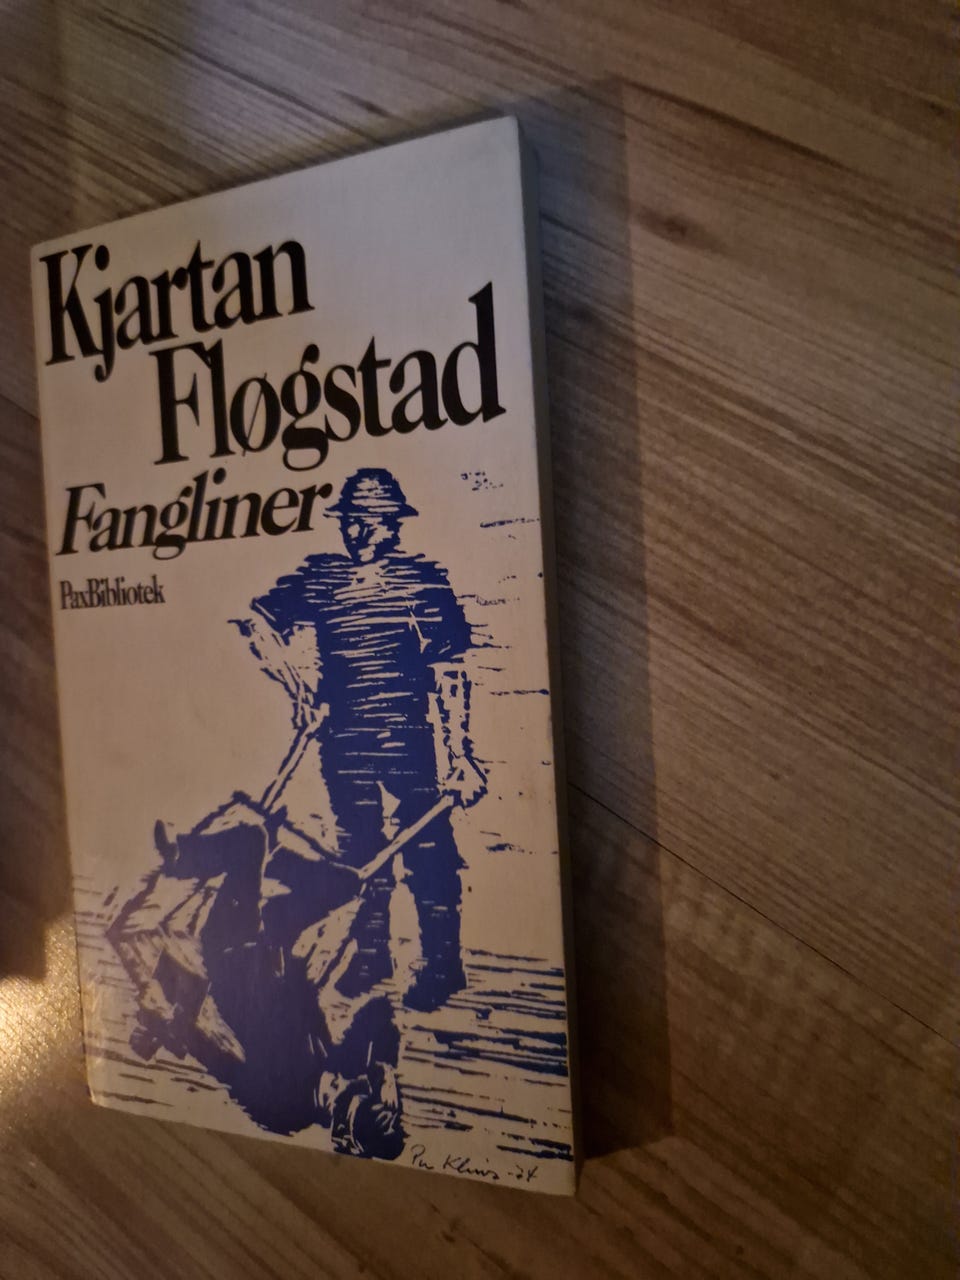 Kjartan
Fløgstad
Fangliner
PaxBibliotek